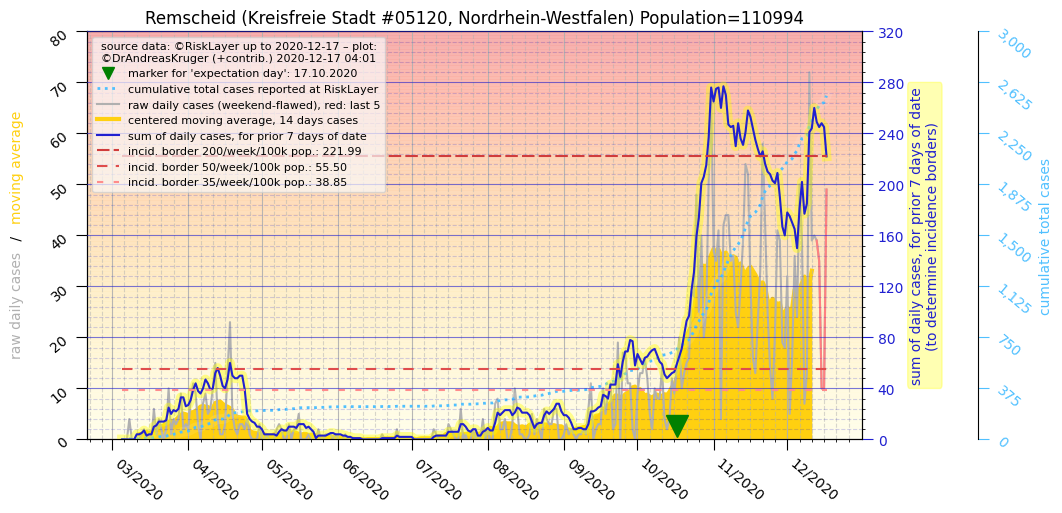 Remscheid (Kreisfreie Stadt #05120, Nordrhein-Westfalen) Population=110994
source data: ©RiskLayer up to 2020-12-17 – plot:
©DrAndreasKruger (+contrib.) 2020-12-17 04:01
marker for 'expectation day': 17.10.2020
cumulative total cases reported at RiskLayer
raw daily cases (weekend-flawed), red: last 5
centered moving average, 14 days cases
sum of daily cases, for prior 7 days of date
incid. border 200/week/100k pop.: 221.99
incid. border 50/week/100k pop.: 55.50
incid. border 35/week/100k pop.: 38.85
raw daily cases / moving average
80
70
60
50
40
30
20
10
0
03/2020
04/2020
05/2020
06/2020
07/2020
08/2020
09/2020
10/2020
11/2020
12/2020
320
280
240
200
160
120
80
40
0
sum of daily cases, for prior 7 days of date
(to determine incidence borders)
3,000
2,625
2,250
1,875
1,500
1,125
750
375
0
cumulative total cases